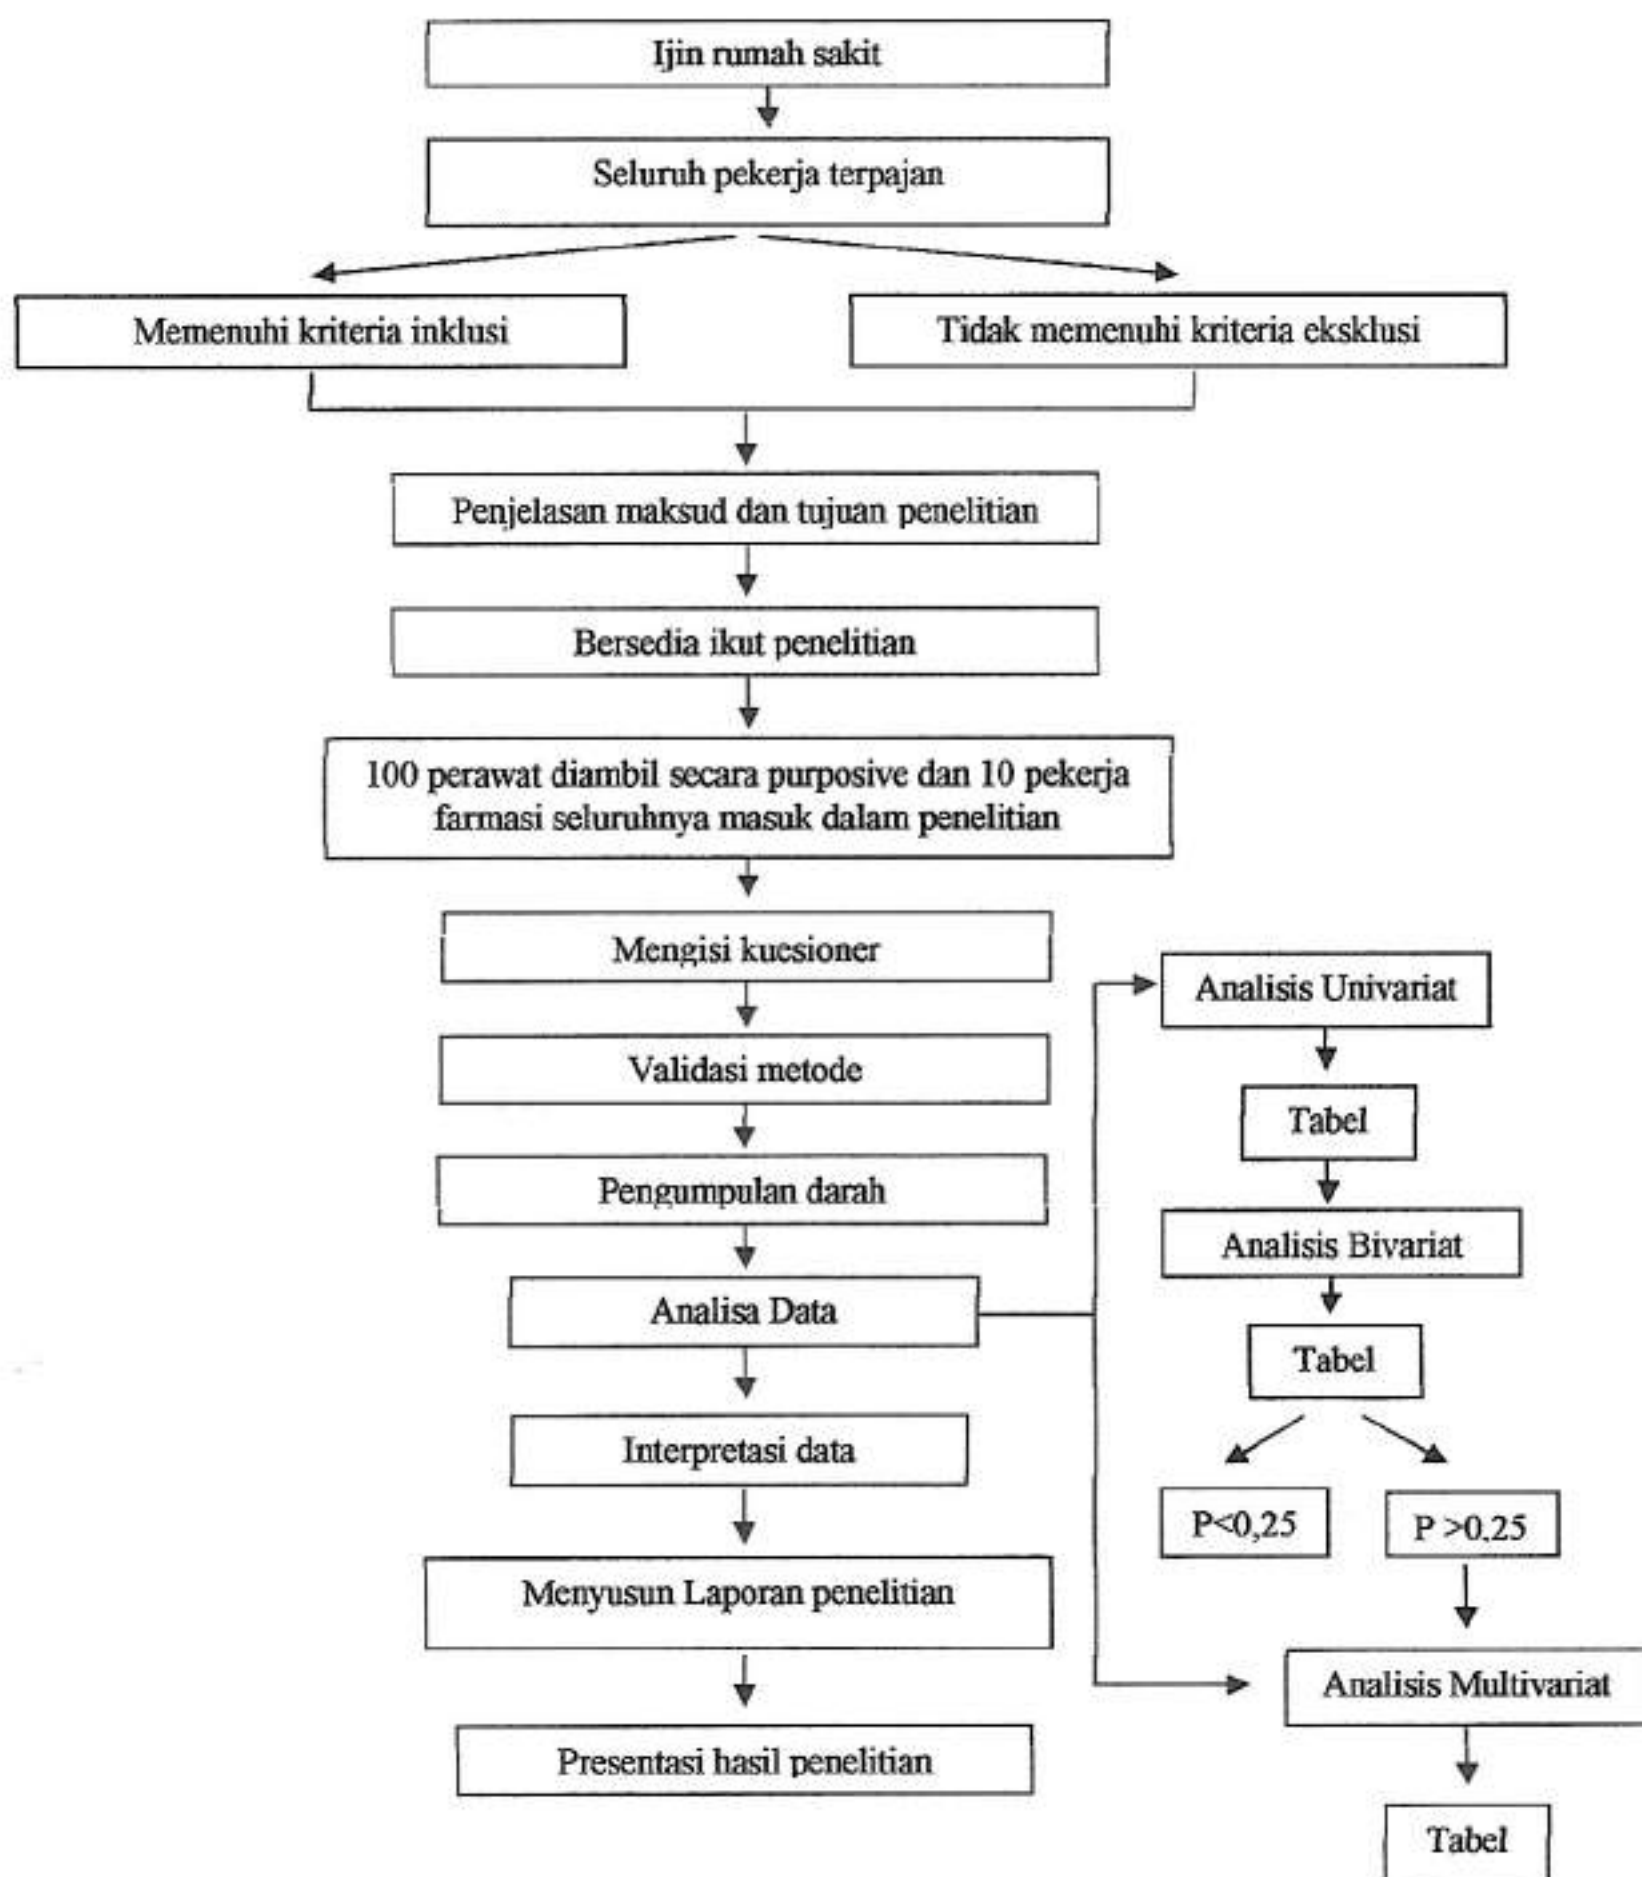 Ijin rumah sakit
Seluruh pekerja terpajan
Memenuhi kriteria inklusi
Tidak memenuhi kriteria eksklusi
Penjelasan maksud dan tujuan penelitian
Bersedia ikut penelitian
100 perawat diambil secara purposive dan 10 pekerja
farmasi seluruhnya masuk dalam penelitian
Mengisi kuesioner
Validasi metode
Pengumpulan darah
Analisa Data
Interpretasi data
Menyusun Laporan penelitian
Presentasi hasil penelitian
Analisis Univariat
Tabel
Analisis Bivariat
Tabel
P<0,25
P >0,25
Analisis Multivariat
Tabel